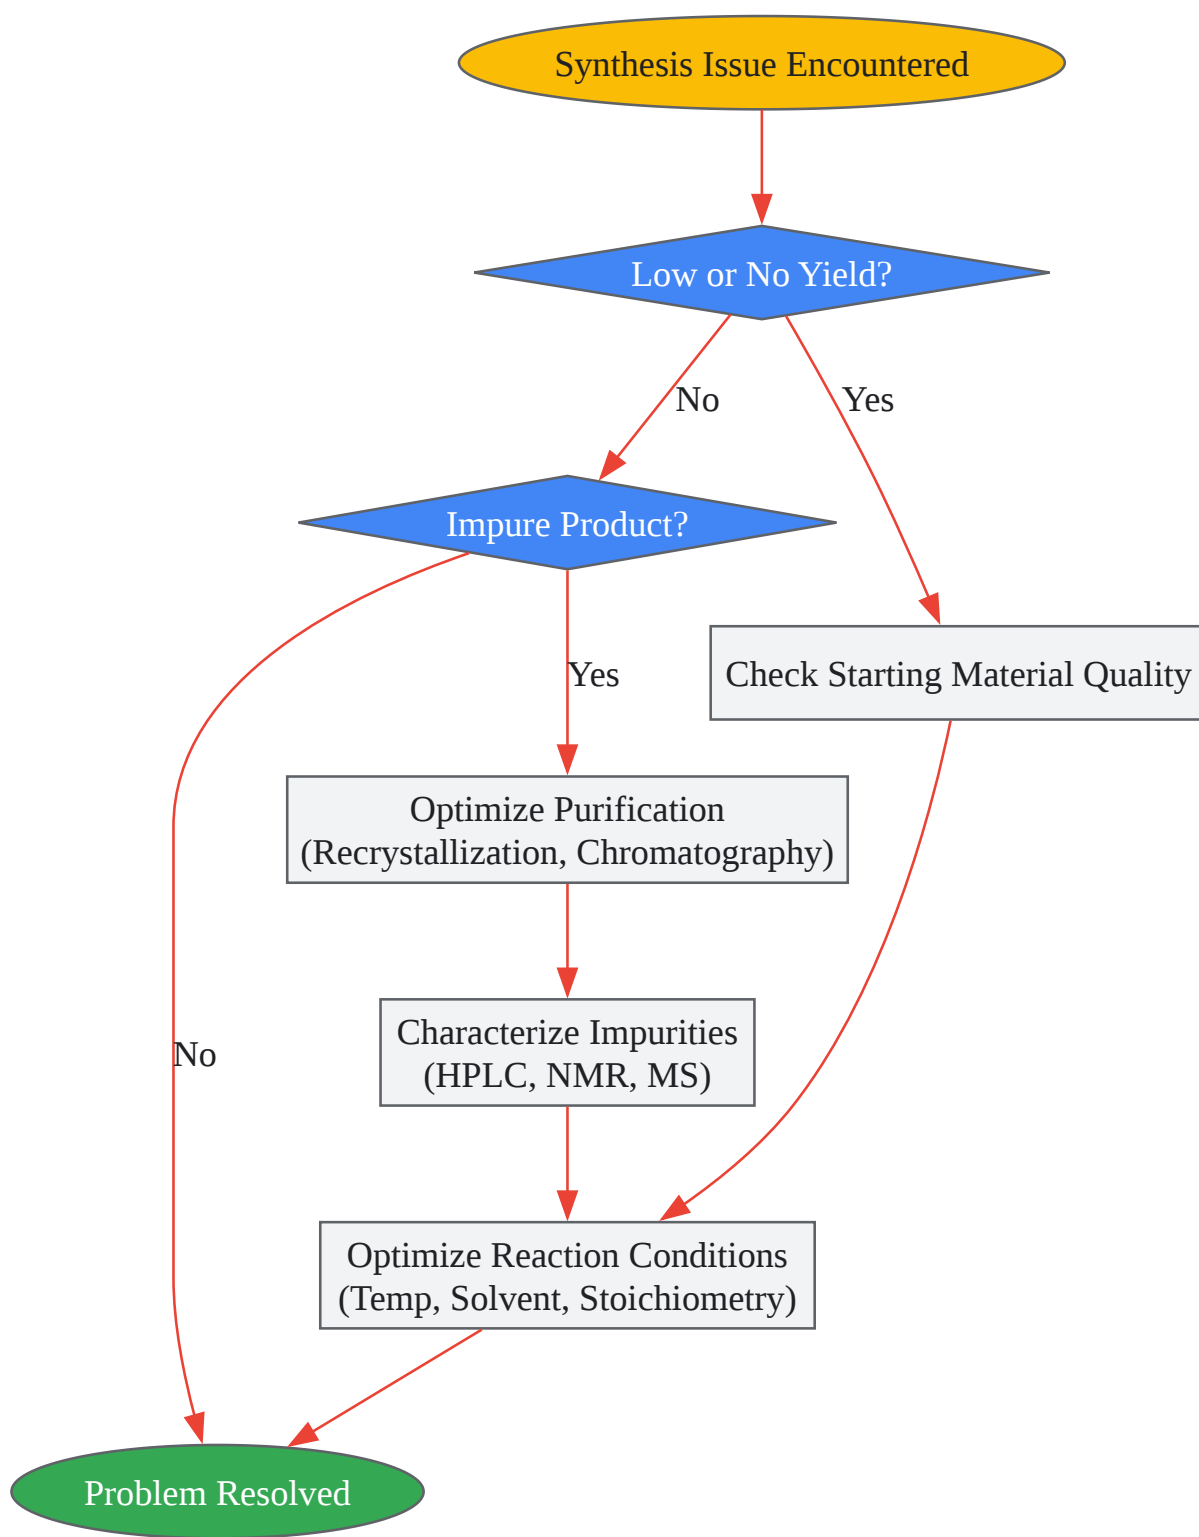 Synthesis Issue Encountered
Low or No Yield?
No
Yes
Impure Product?
Yes
Check Starting Material Quality
Optimize Purification
(Recrystallization, Chromatography)
Characterize Impurities
(HPLC, NMR, MS)
No
Optimize Reaction Conditions
(Temp, Solvent, Stoichiometry)
Problem Resolved